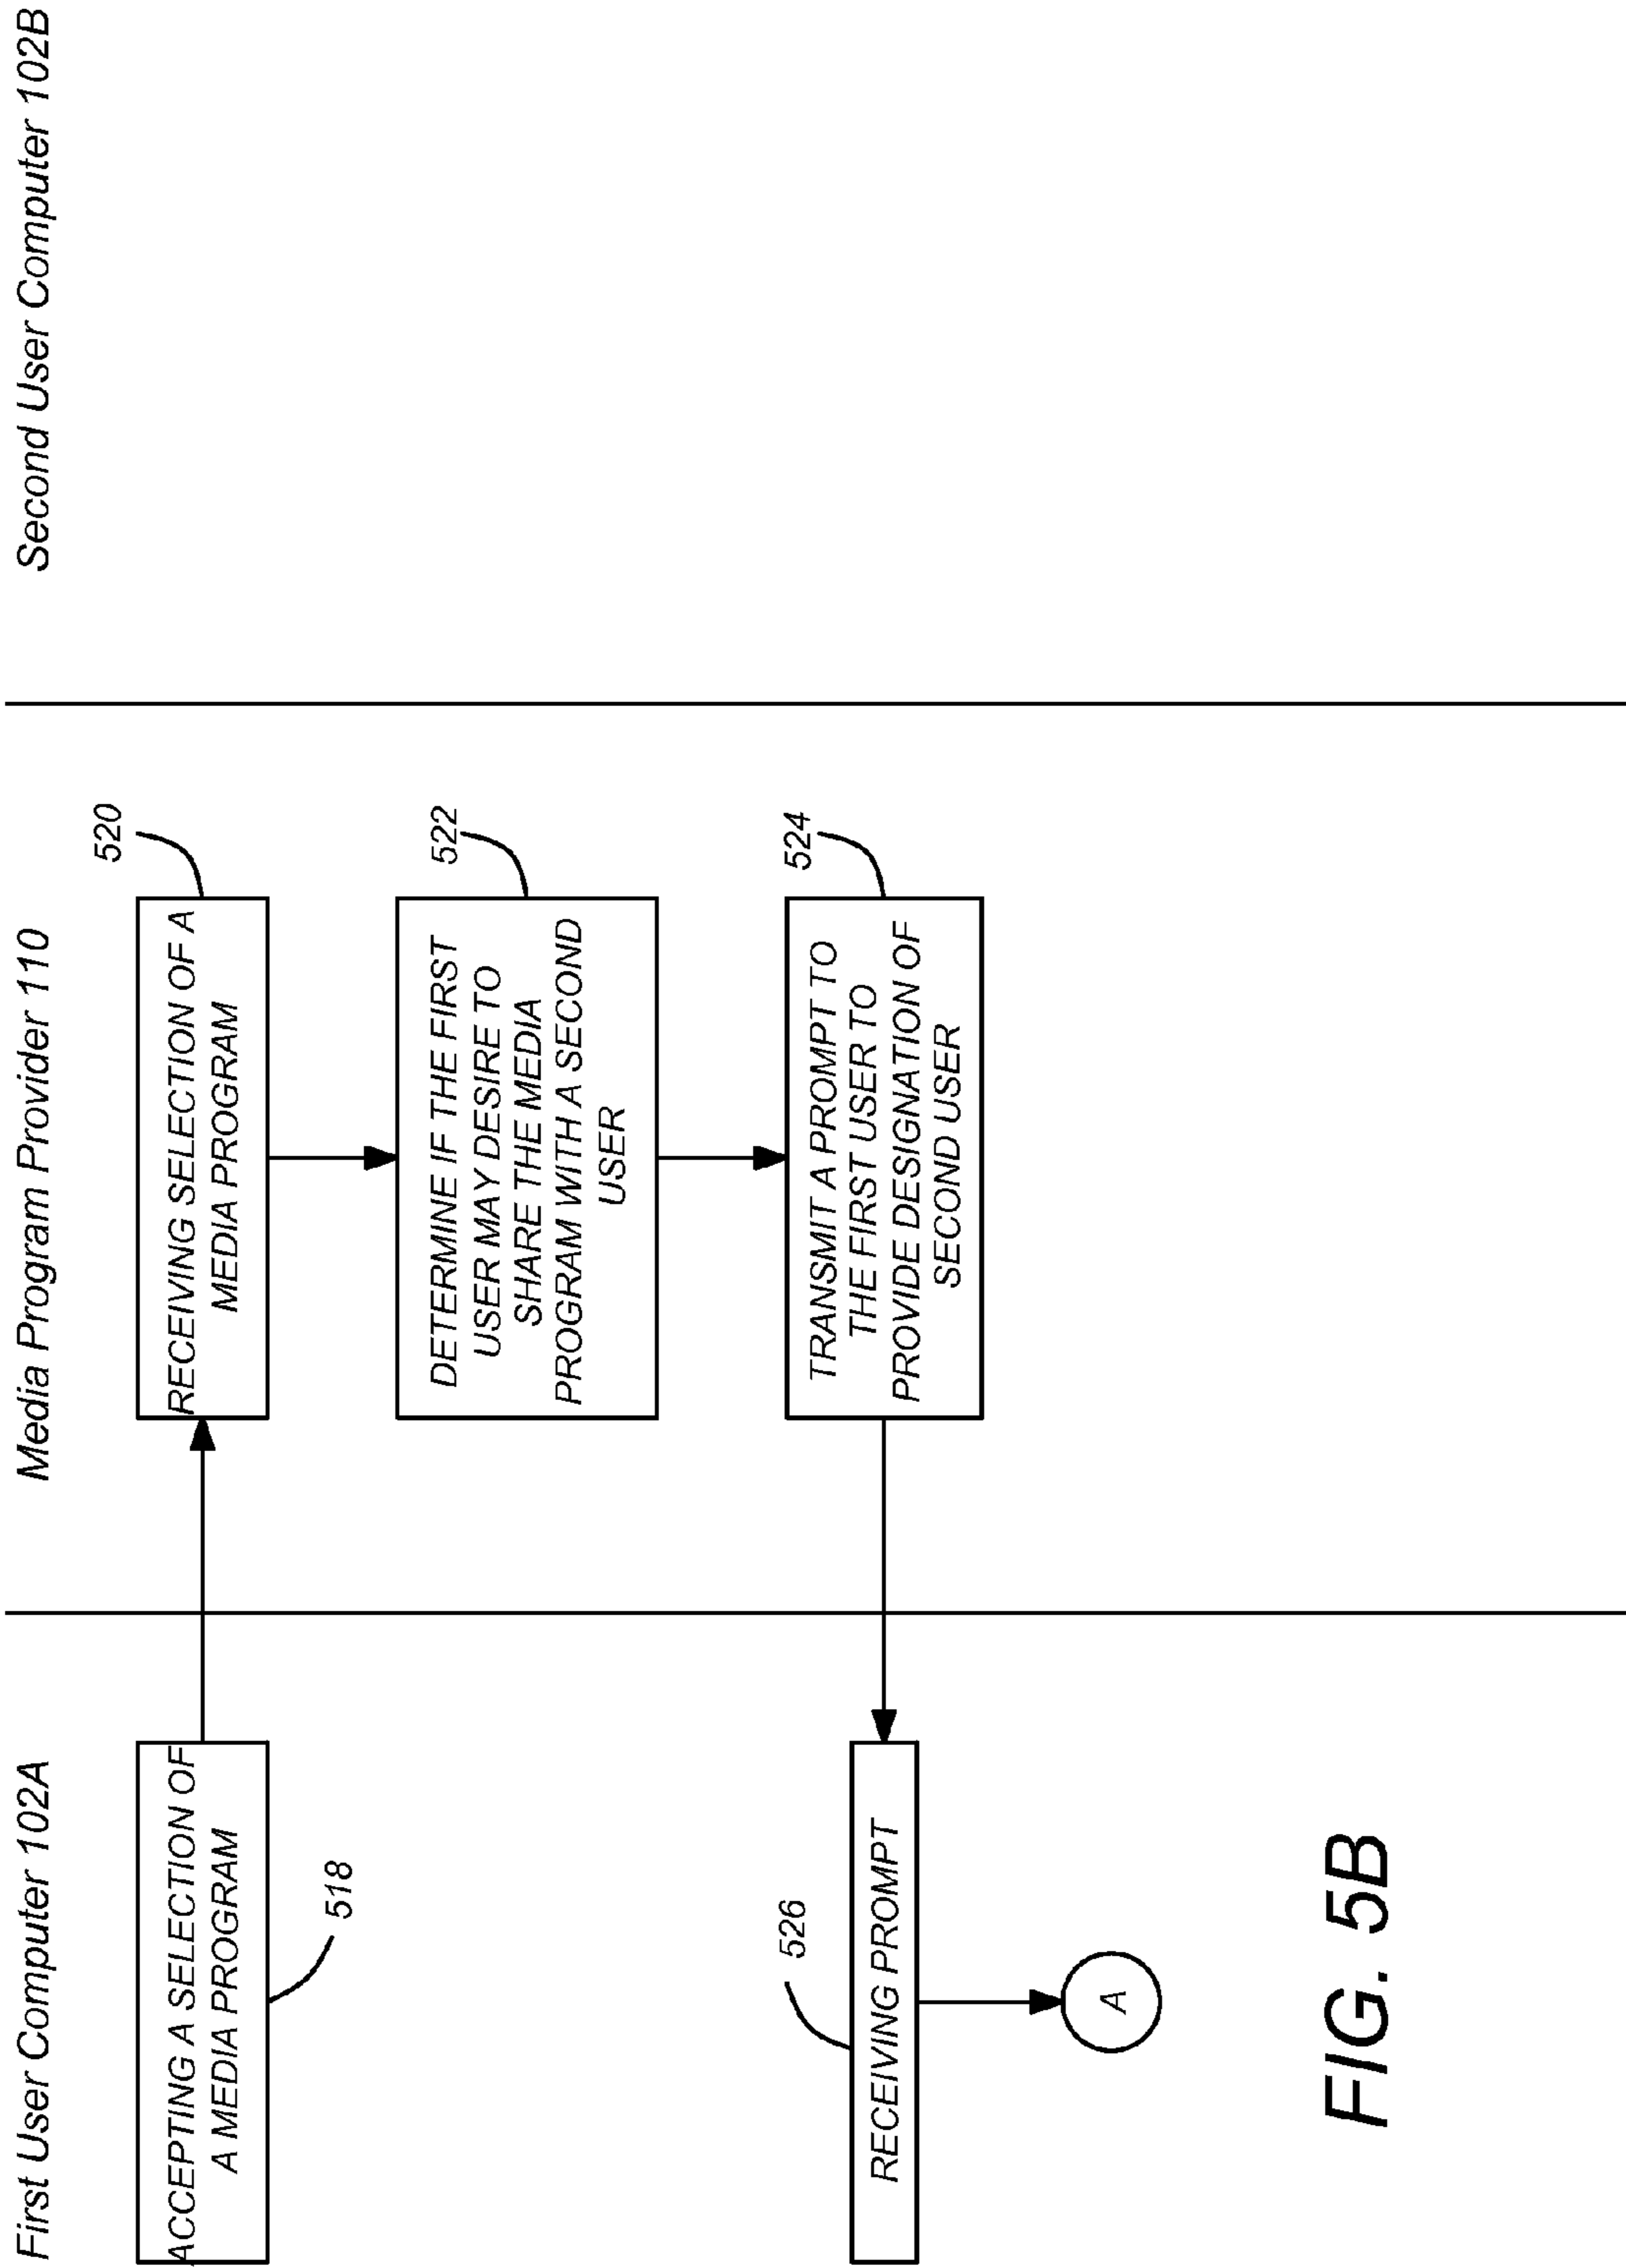 First User Computer 102A
Media Program Provider 110
Second User Computer 102B
ACCEPTING A SELECTION OF
A MEDIA PROGRAM
518
RECEIVING SELECTION OF A
MEDIA PROGRAM
520
DETERMINE IF THE FIRST
USER MAY DESIRE TO
SHARE THE MEDIA
PROGRAM WITH A SECOND
USER
522
TRANSMIT A PROMPT TO
THE FIRST USER TO
PROVIDE DESIGNATION OF
SECOND USER
524
RECEIVING PROMPT
526
A
FIG. 5B